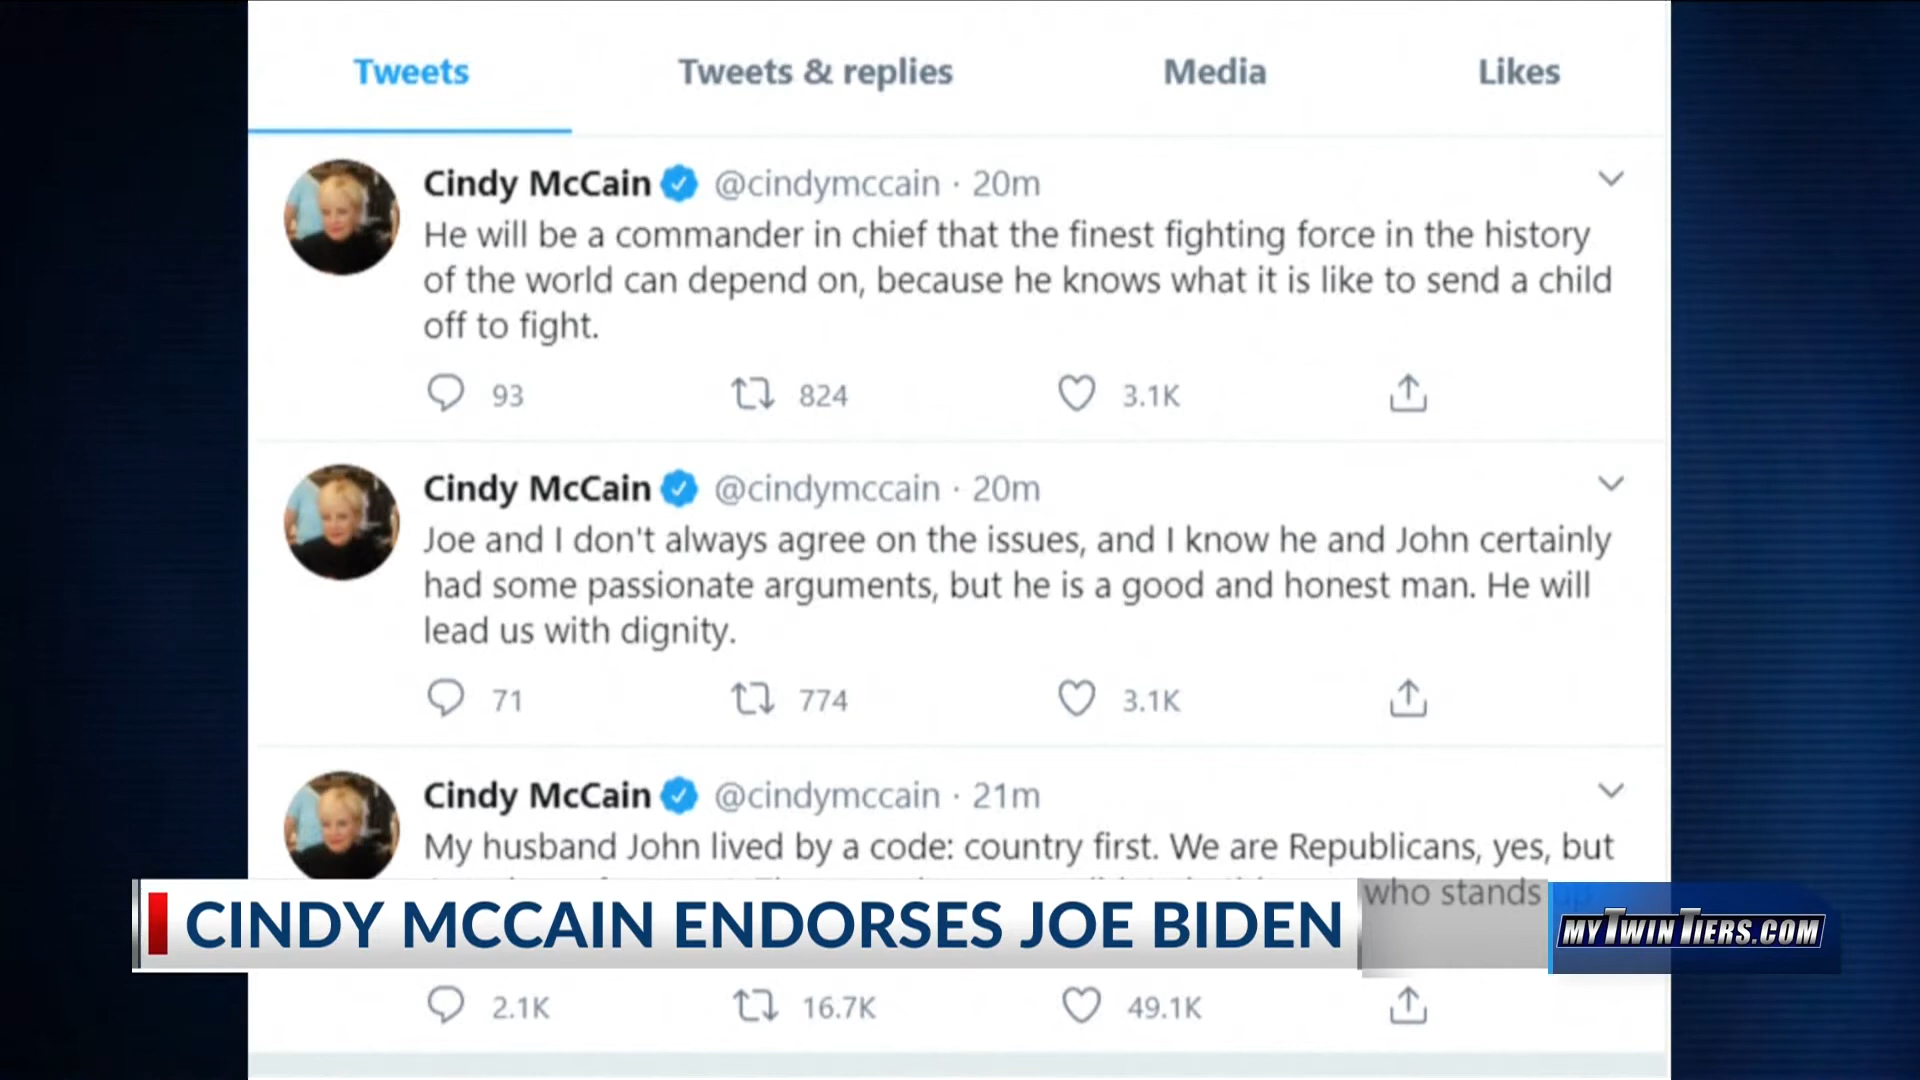 Tweets Tweets & replies Media Likes
Cindy McCain @cindymccain · 20m
He will be a commander in chief that the finest fighting force in the history
of the world can depend on, because he knows what it is like to send a child
off to fight.
93 824 3.1K
Cindy McCain @cindymccain · 20m
Joe and I don't always agree on the issues, and I know he and John certainly
had some passionate arguments, but he is a good and honest man. He will
lead us with dignity.
71 774 3.1K
Cindy McCain @cindymccain · 21m
My husband John lived by a code: country first. We are Republicans, yes, but
who stands up
CINDY MCCAIN ENDORSES JOE BIDEN
MYTWINTIERS.COM
2.1K 16.7K 49.1K